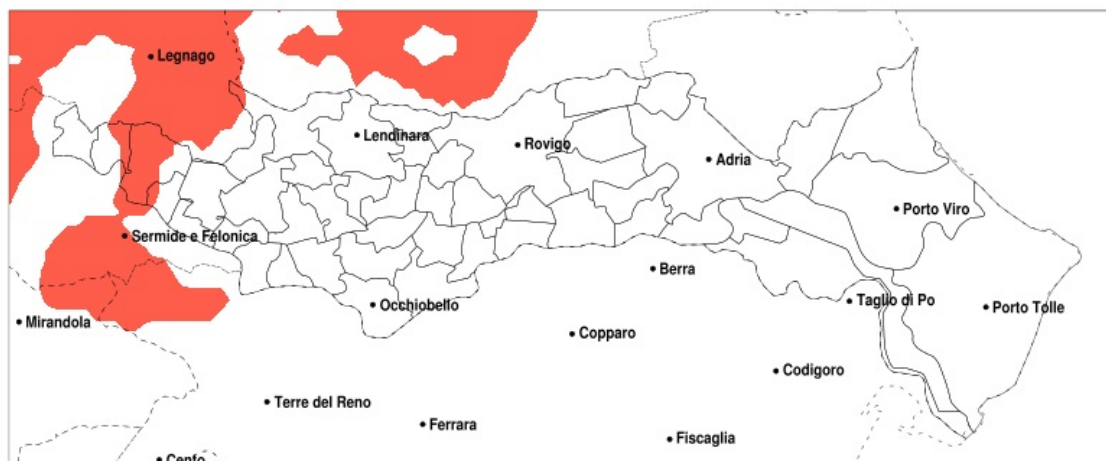 Legnago
Lendinara
Rovigo
Adria
Porto Viro
Sermide e Felonica
Berra
Taglio di Po
Occhiobello
Porto Tolle
Mirandola
Copparo
Codigoro
Terre del Reno
Ferrara
Fiscaglia
Cento